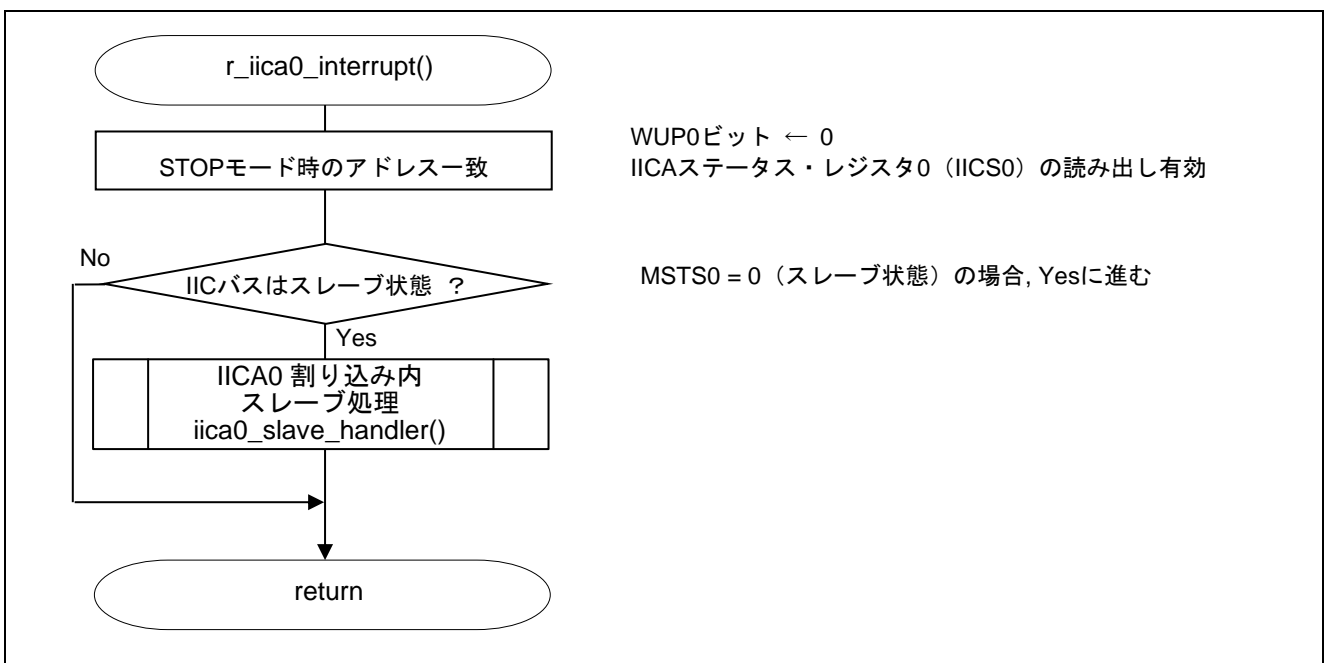 r_iica0_interrupt()
STOPモード時のアドレス一致
WUP0ビット ← 0
IICAステータス・レジスタ0（IICS0）の読み出し有効
No
IICバスはスレーブ状態 ？
MSTS0 = 0（スレーブ状態）の場合, Yesに進む
Yes
IICA0 割り込み内
スレーブ処理
iica0_slave_handler()
return